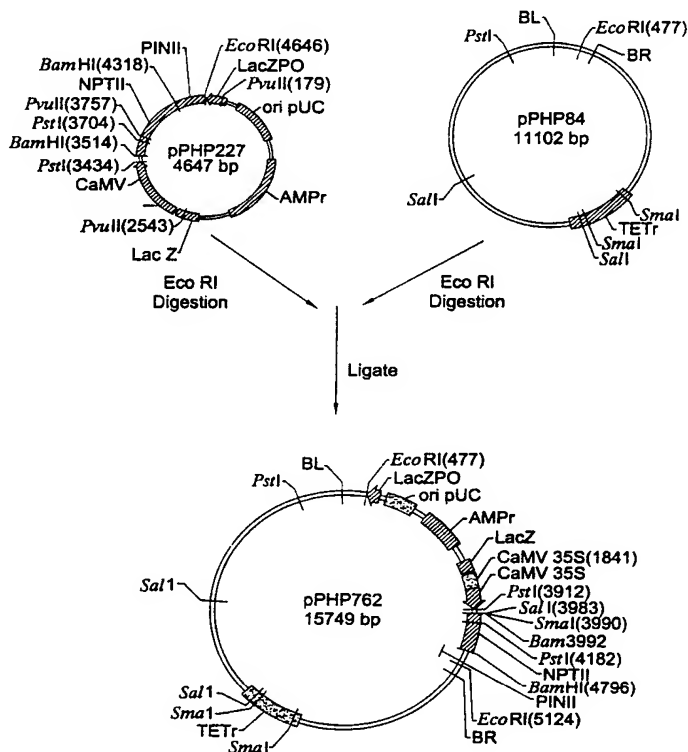 PINII
EcoRI(4646)
BamHI(4318)
LacZPO
NPTII
PvuII(179)
PvuII(3757)
ori pUC
PstI(3704)
BamHI(3514)
PstI(3434)
CaMV
pPHP227
4647 bp
AMPr
PvuII(2543)
Lac Z
BL
EcoRI(477)
PstI
BR
pPHP84
11102 bp
SalI
SmaI
TETr
SmaI
SalI
Eco RI
Digestion
Eco RI
Digestion
Ligate
BL
EcoRI(477)
PstI
LacZPO
ori pUC
AMPr
LacZ
CaMV 35S(1841)
CaMV 35S
PstI(3912)
Sal I(3983)
SmaI(3990)
Bam3992
PstI(4182)
NPTII
BamHI(4796)
PINII
EcoRI(5124)
BR
Sal1
pPHP762
15749 bp
Sal1
Sma1
TETr
SmaI